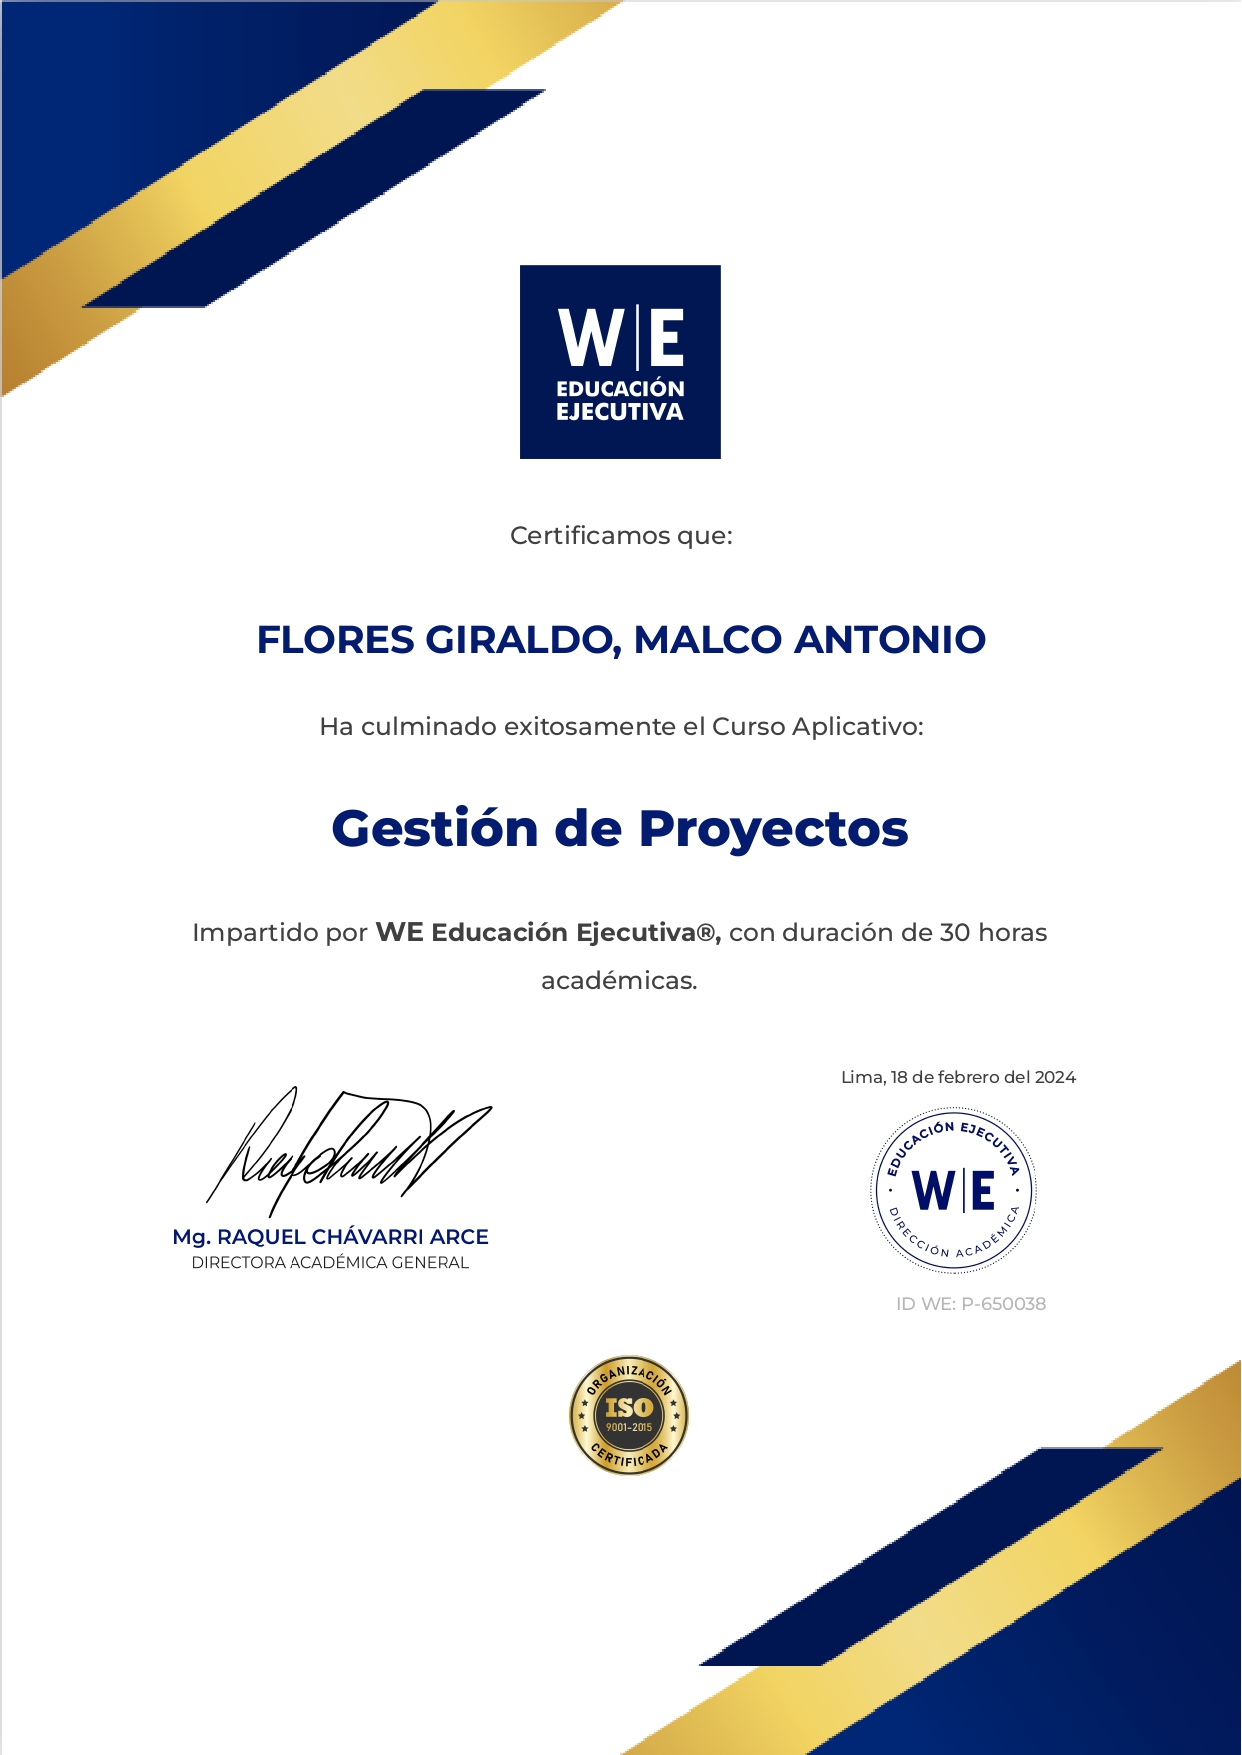 W|E
EDUCACIÓN
EJECUTIVA
Certificamos que:
FLORES GIRALDO, MALCO ANTONIO
Ha culminado exitosamente el Curso Aplicativo:
Gestión de Proyectos
Impartido por WE Educación Ejecutiva®, con duración de 30 horas
académicas.
Lima, 18 de febrero del 2024
EDUCACIÓN EJECUTIVA
W|E
DIRECCIÓN ACADÉMICA
Mg. RAQUEL CHÁVARRI ARCE
DIRECTORA ACADÉMICA GENERAL
ID WE: P-650038
ORGANIZACIÓN
ISO
9001-2015
CERTIFICADA